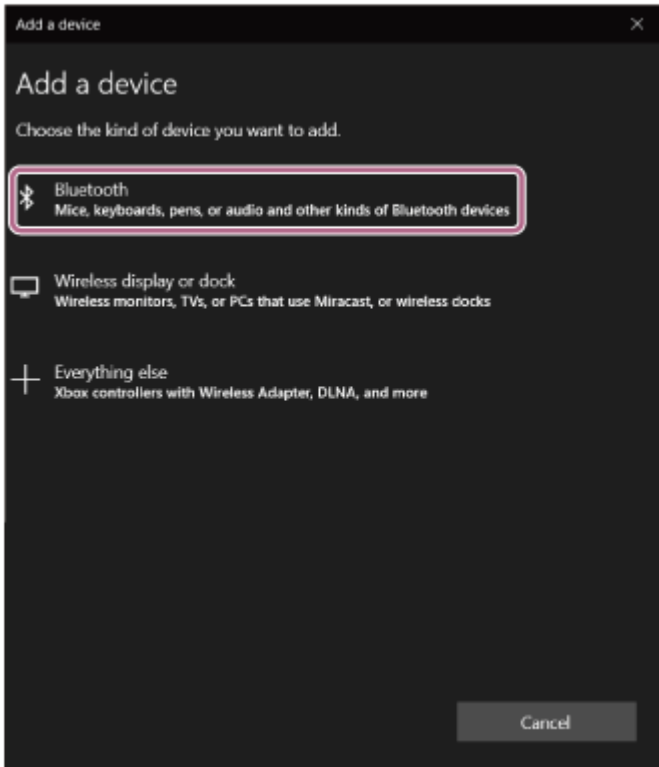 Add a device
Add a device
Choose the kind of device you want to add.
Bluetooth
Mice, keyboards, pens, or audio and other kinds of Bluetooth devices
Wireless display or dock
Wireless monitors, TVs, or PCs that use Miracast, or wireless docks
Everything else
Xbox controllers with Wireless Adapter, DLNA, and more
Cancel